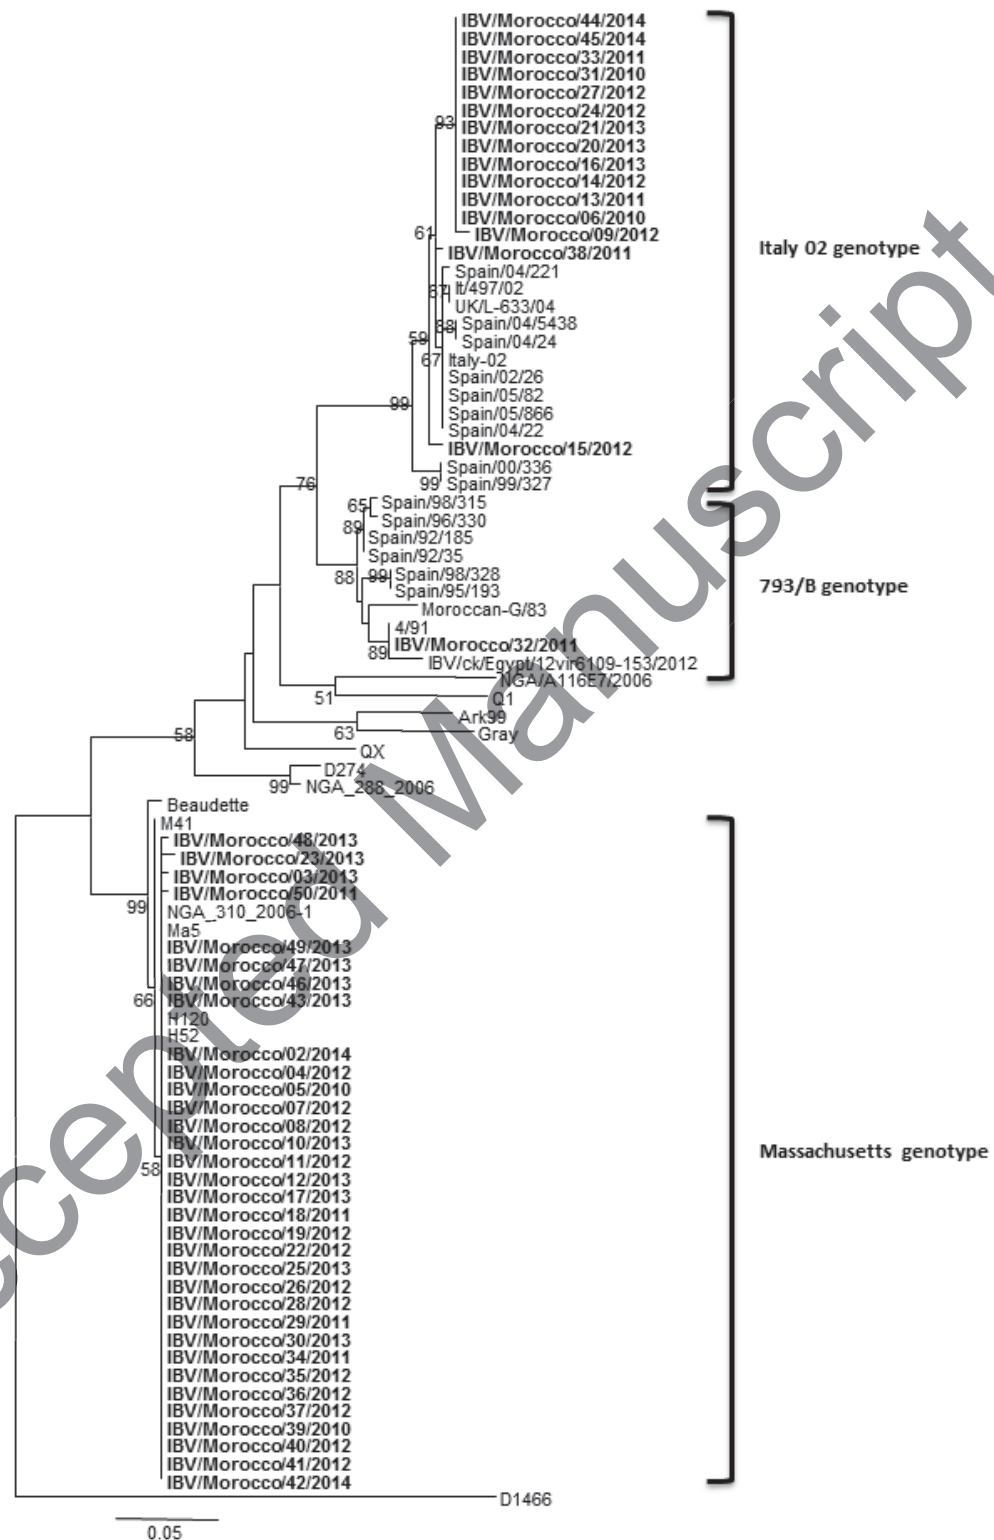 IBV/Morocco/44/2014
IBV/Morocco/45/2014
IBV/Morocco/33/2011
IBV/Morocco/31/2010
IBV/Morocco/27/2012
IBV/Morocco/24/2012
93
IBV/Morocco/21/2013
IBV/Morocco/20/2013
IBV/Morocco/16/2013
IBV/Morocco/14/2012
IBV/Morocco/13/2011
IBV/Morocco/06/2010
61
IBV/Morocco/09/2012
Italy 02 genotype
IBV/Morocco/38/2011
Spain/04/221
67
It/497/02
UK/L-633/04
88
Spain/04/5438
59
Spain/04/24
67
Italy-02
Spain/02/26
Spain/05/82
99
Spain/05/866
Spain/04/22
IBV/Morocco/15/2012
Spain/00/336
76
99
Spain/99/327
65
Spain/98/315
89
Spain/96/330
Spain/92/185
Spain/92/35
88
99
Spain/98/328
793/B genotype
Spain/95/193
Moroccan-G/83
4/91
IBV/Morocco/32/2011
89
IBV/ck/Egypt/12vir6109-153/2012
NGA/A116E7/2006
51
Q1
Ark99
58
63
Gray
QX
D274
99
NGA_288_2006
Beaudette
M41
IBV/Morocco/48/2013
IBV/Morocco/23/2013
IBV/Morocco/03/2013
IBV/Morocco/50/2011
99
NGA_310_2006-1
Ma5
IBV/Morocco/49/2013
IBV/Morocco/47/2013
IBV/Morocco/46/2013
66
IBV/Morocco/43/2013
H120
H52
IBV/Morocco/02/2014
IBV/Morocco/04/2012
IBV/Morocco/05/2010
IBV/Morocco/07/2012
IBV/Morocco/08/2012
IBV/Morocco/10/2013
Massachusetts genotype
IBV/Morocco/11/2012
58
IBV/Morocco/12/2013
IBV/Morocco/17/2013
IBV/Morocco/18/2011
IBV/Morocco/19/2012
IBV/Morocco/22/2012
IBV/Morocco/25/2013
IBV/Morocco/26/2012
IBV/Morocco/28/2012
IBV/Morocco/29/2011
IBV/Morocco/30/2013
IBV/Morocco/34/2011
IBV/Morocco/35/2012
IBV/Morocco/36/2012
IBV/Morocco/37/2012
IBV/Morocco/39/2010
IBV/Morocco/40/2012
IBV/Morocco/41/2012
IBV/Morocco/42/2014
D1466
0.05
ccepted Manuscript